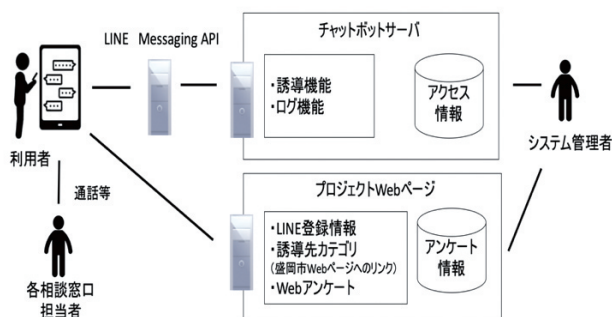 LINE Messaging API
チャットボットサーバ
・誘導機能
・ログ機能
アクセス
情報
利用者
システム管理者
通話等
各相談窓口
担当者
プロジェクトWebページ
・LINE登録情報
・誘導先カテゴリ
(盛岡市Webページへのリンク)
・Webアンケート
アンケート
情報